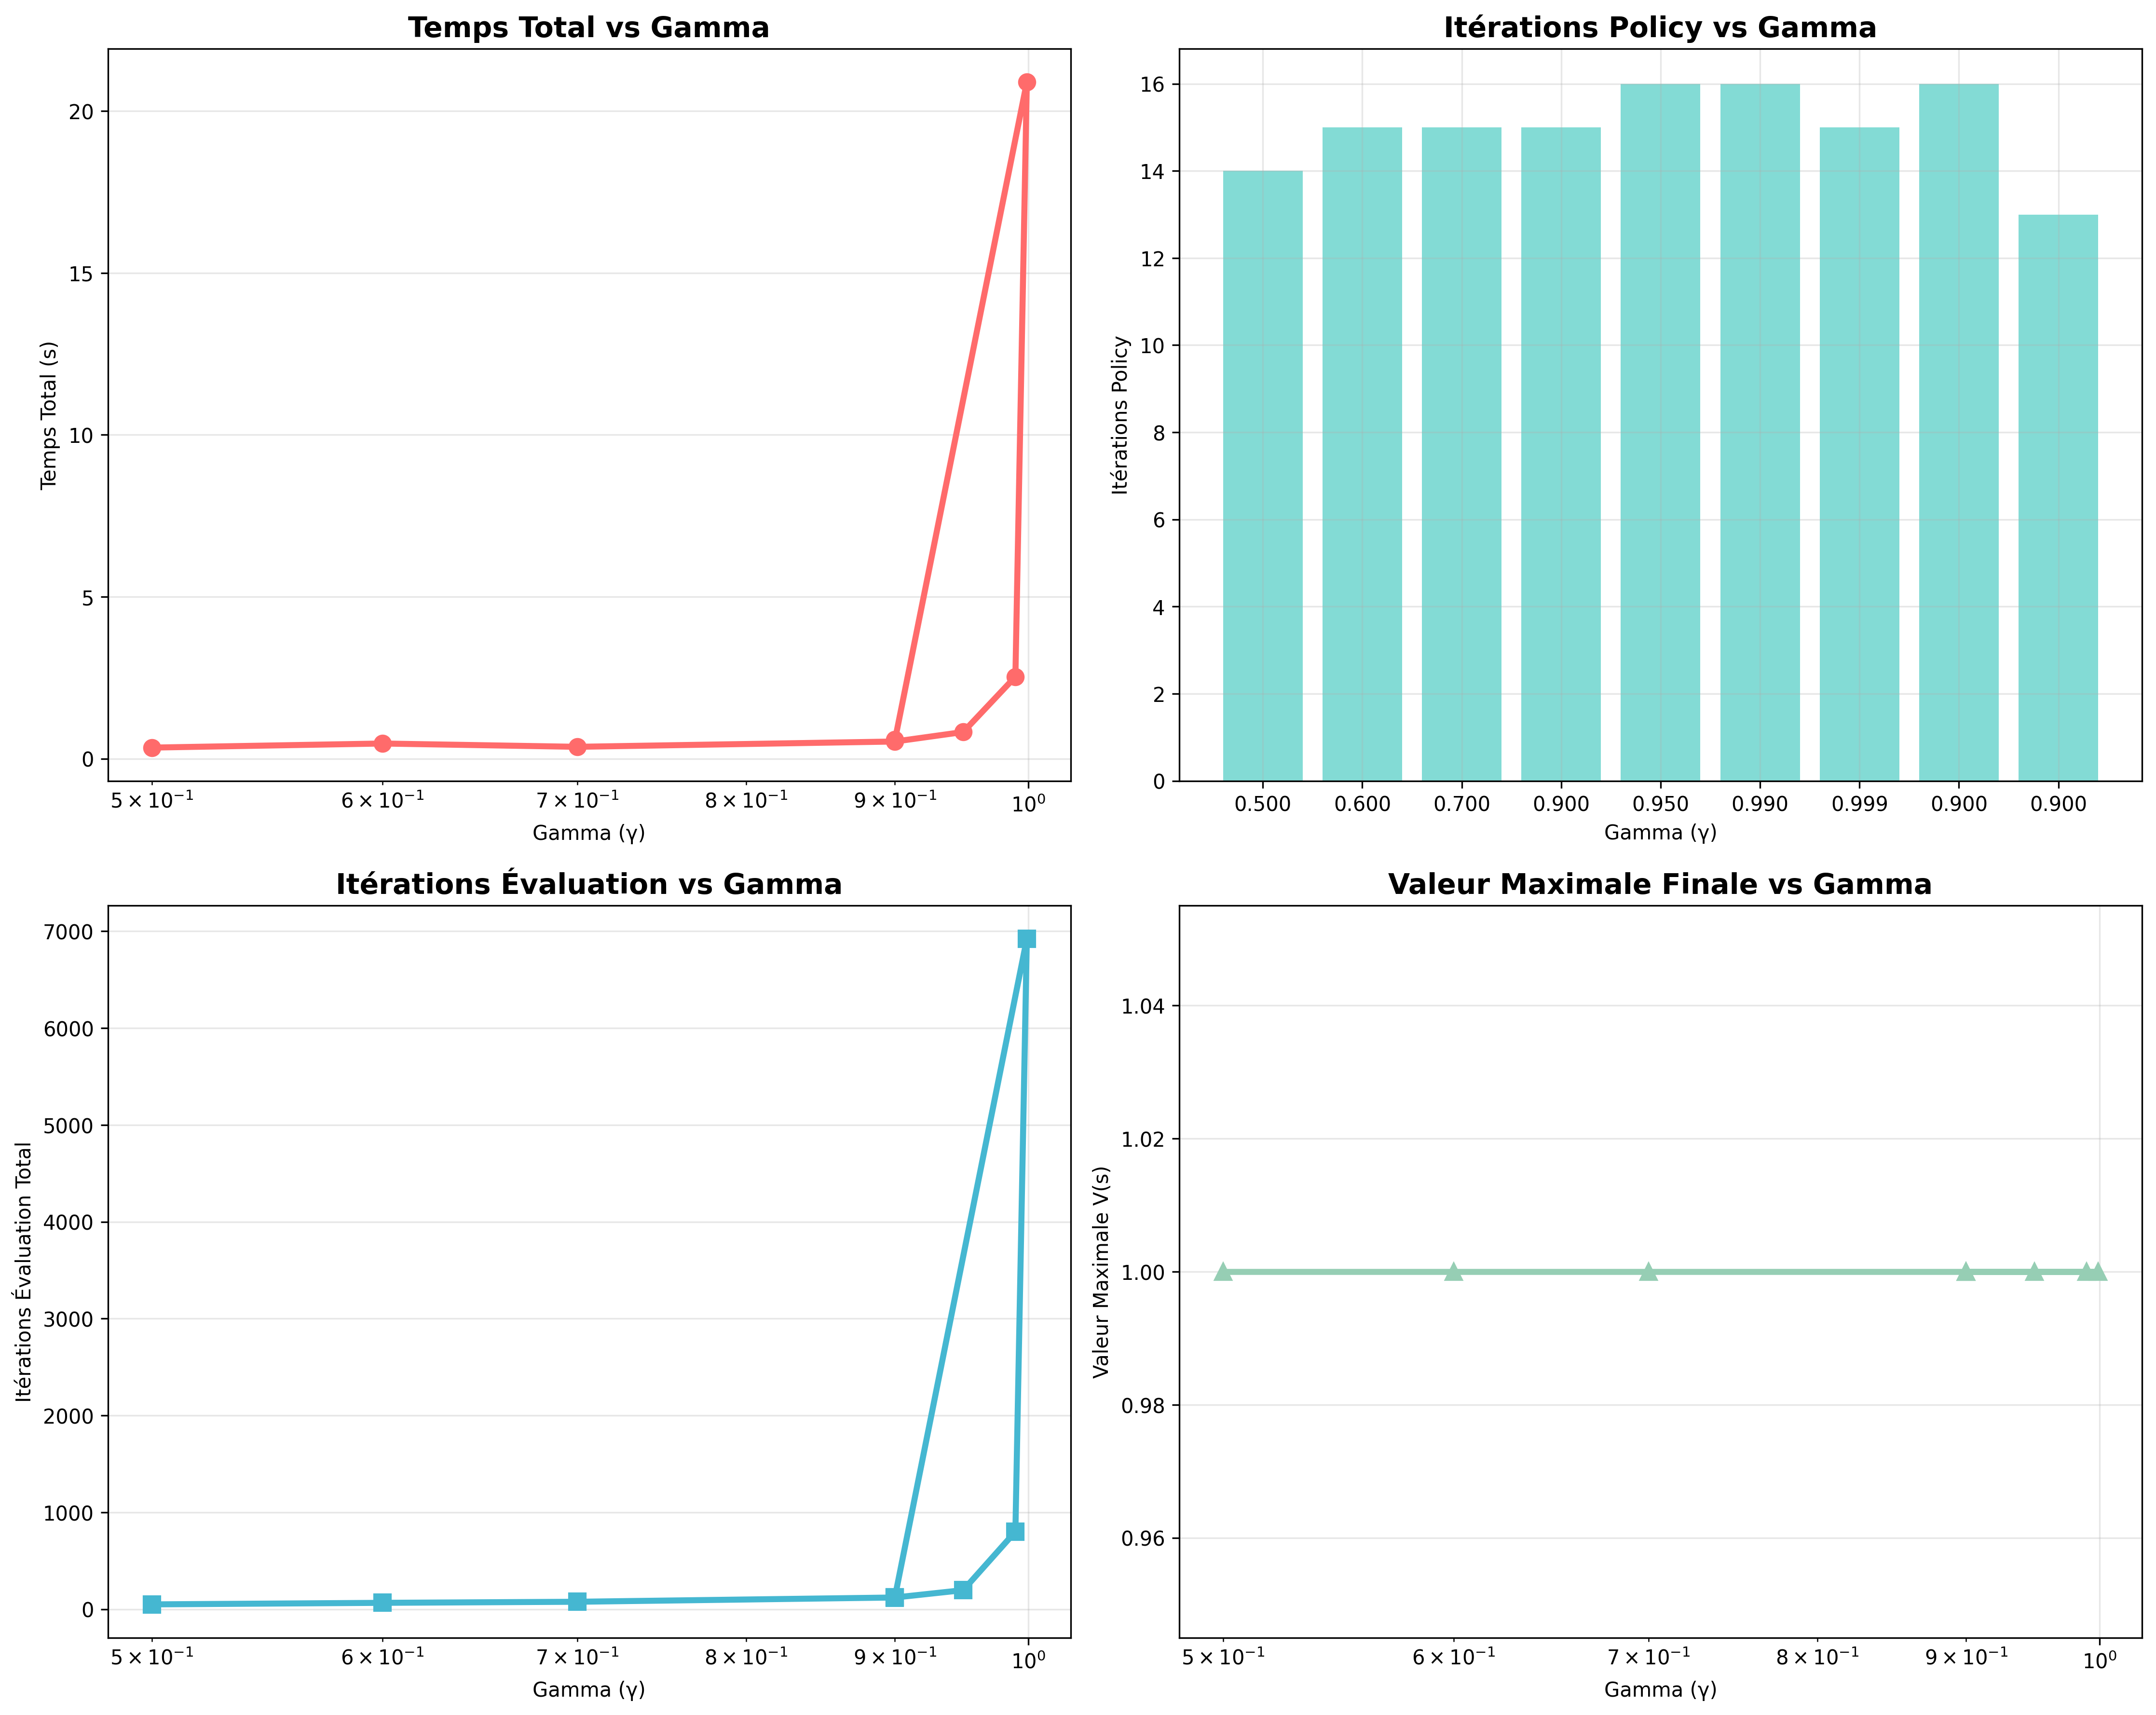 Temps Total vs Gamma
Temps Total (s)
20
15
10
5
0
5 × 10⁻¹ 6 × 10⁻¹ 7 × 10⁻¹ 8 × 10⁻¹ 9 × 10⁻¹ 10⁰
Gamma (γ)
Itérations Policy vs Gamma
Itérations Policy
16
14
12
10
8
6
4
2
0
0.500 0.600 0.700 0.900 0.950 0.990 0.999 0.900 0.900
Gamma (γ)
Itérations Évaluation vs Gamma
Itérations Évaluation Total
7000
6000
5000
4000
3000
2000
1000
0
5 × 10⁻¹ 6 × 10⁻¹ 7 × 10⁻¹ 8 × 10⁻¹ 9 × 10⁻¹ 10⁰
Gamma (γ)
Valeur Maximale Finale vs Gamma
Valeur Maximale V(s)
1.04
1.02
1.00
0.98
0.96
5 × 10⁻¹ 6 × 10⁻¹ 7 × 10⁻¹ 8 × 10⁻¹ 9 × 10⁻¹ 10⁰
Gamma (γ)